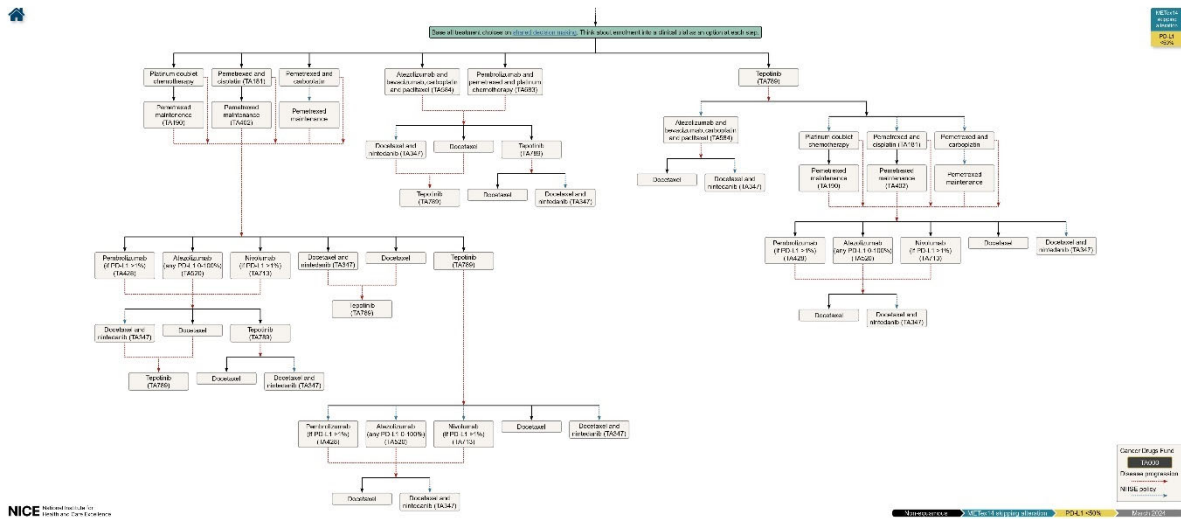 METex14
skipping
alteration
PD-L1
<50%
Base all treatment choices on shared decision making. Think about enrolment into a clinical trial as an option at each step.
Platinum doublet
chemotherapy
Pemetrexed and
cisplatin (TA181)
Pemetrexed and
carboplatin
Atezolizumab and
bevacizumab, carboplatin
and paclitaxel (TA584)
Pembrolizumab and
pemetrexed and platinum
chemotherapy (TA683)
Tepotinib
(TA789)
Pemetrexed
maintenance
(TA190)
Pemetrexed
maintenance
(TA402)
Pemetrexed
maintenance
Docetaxel and
nintedanib (TA347)
Docetaxel
Tepotinib
(TA789)
Tepotinib
(TA789)
Docetaxel
Docetaxel and
nintedanib (TA347)
Atezolizumab and
bevacizumab, carboplatin
and paclitaxel (TA584)
Docetaxel
Docetaxel and
nintedanib (TA347)
Platinum doublet
chemotherapy
Pemetrexed and
cisplatin (TA181)
Pemetrexed and
carboplatin
Pemetrexed
maintenance
(TA190)
Pemetrexed
maintenance
(TA402)
Pemetrexed
maintenance
Pembrolizumab
(if PD-L1 >1%)
(TA428)
Atezolizumab
(any PD-L1 0-100%)
(TA520)
Nivolumab
(if PD-L1 >1%)
(TA713)
Docetaxel
Docetaxel and
nintedanib (TA347)
Docetaxel
Docetaxel and
nintedanib (TA347)
Pembrolizumab
(if PD-L1 >1%)
(TA428)
Atezolizumab
(any PD-L1 0-100%)
(TA520)
Nivolumab
(if PD-L1 >1%)
(TA713)
Docetaxel and
nintedanib (TA347)
Docetaxel
Tepotinib
(TA789)
Tepotinib
(TA789)
Docetaxel and
nintedanib (TA347)
Docetaxel
Tepotinib
(TA789)
Tepotinib
(TA789)
Docetaxel
Docetaxel and
nintedanib (TA347)
Pembrolizumab
(if PD-L1 >1%)
(TA428)
Atezolizumab
(any PD-L1 0-100%)
(TA520)
Nivolumab
(if PD-L1 >1%)
(TA713)
Docetaxel
Docetaxel and
nintedanib (TA347)
Docetaxel
Docetaxel and
nintedanib (TA347)
Cancer Drugs Fund
TA000
Disease progression
NHSE policy
NICE National Institute for
Health and Care Excellence
Non-squamous
METex14 skipping alteration
PD-L1 <50%
March 2024